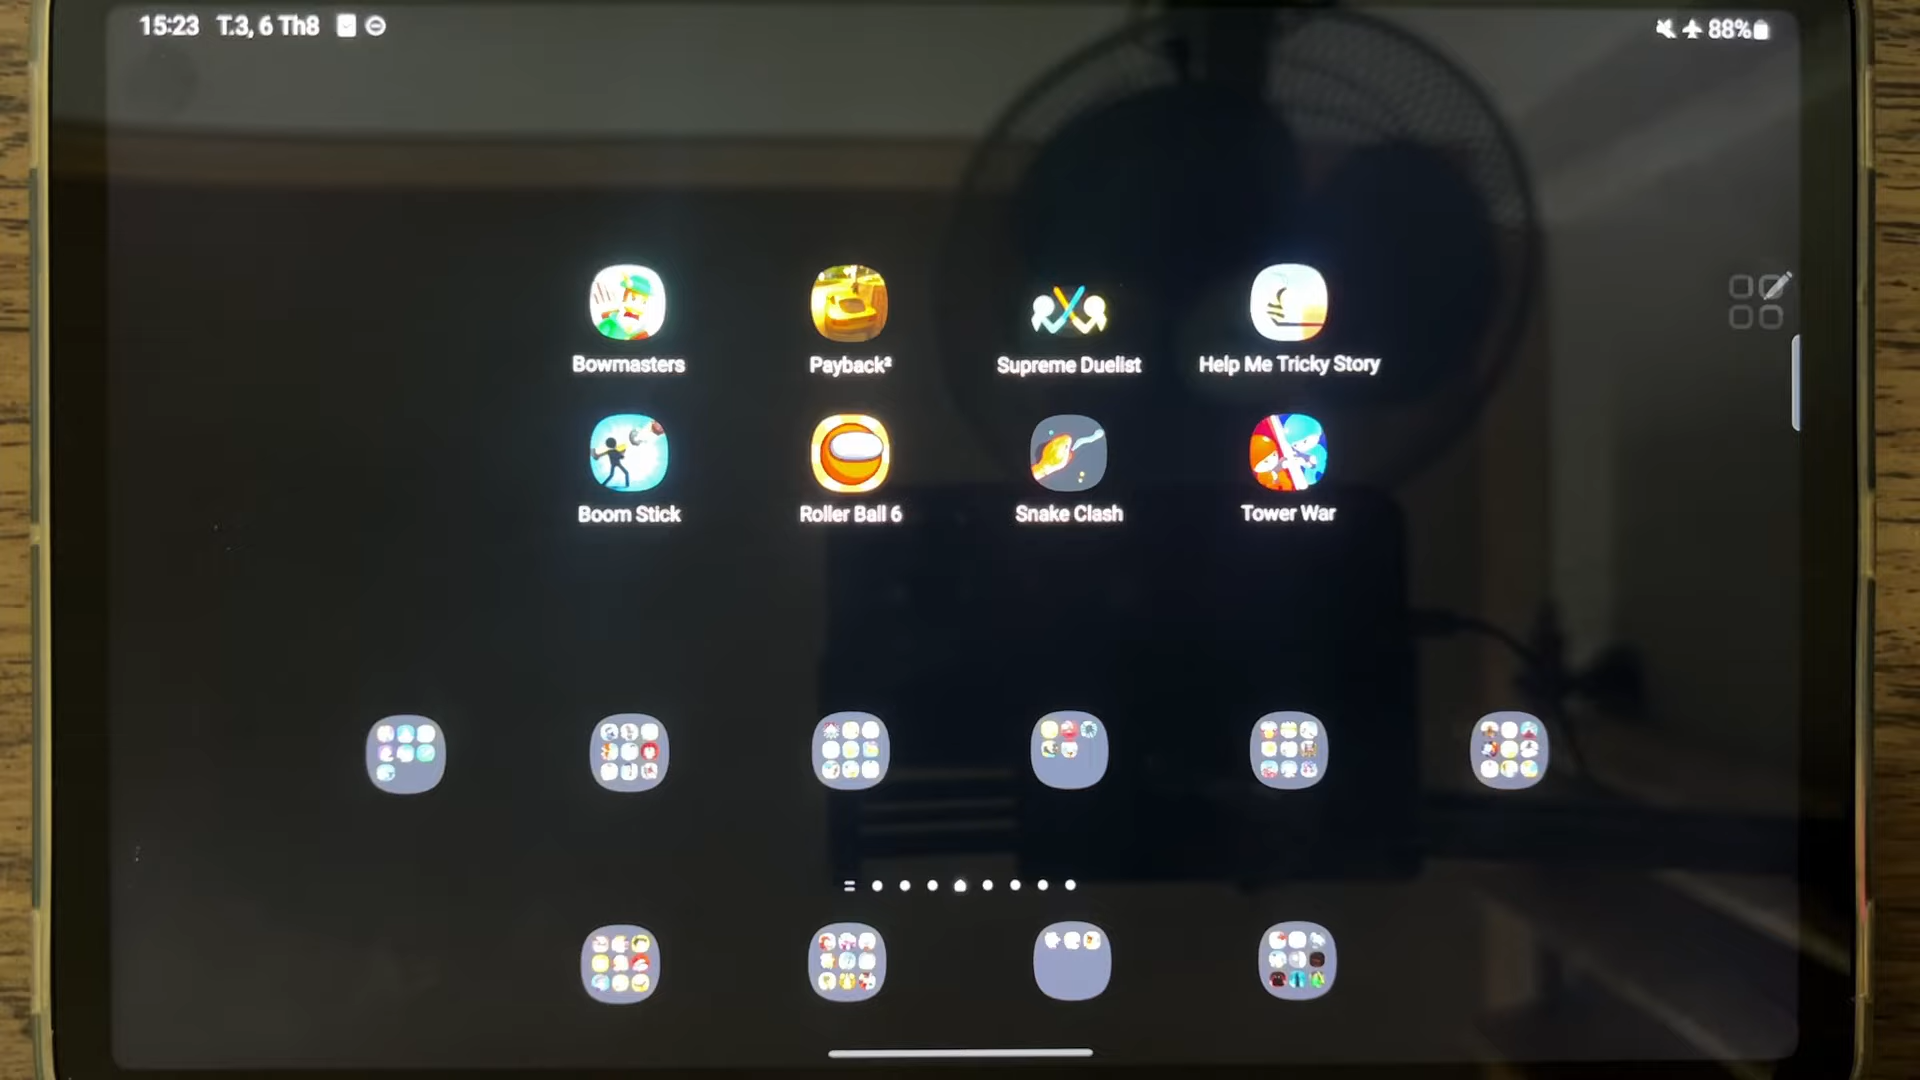 15:23 T.3, 6 Th8
88%
Bowmasters
Payback²
Supreme Duelist
Help Me Tricky Story
Boom Stick
Roller Ball 6
Snake Clash
Tower War